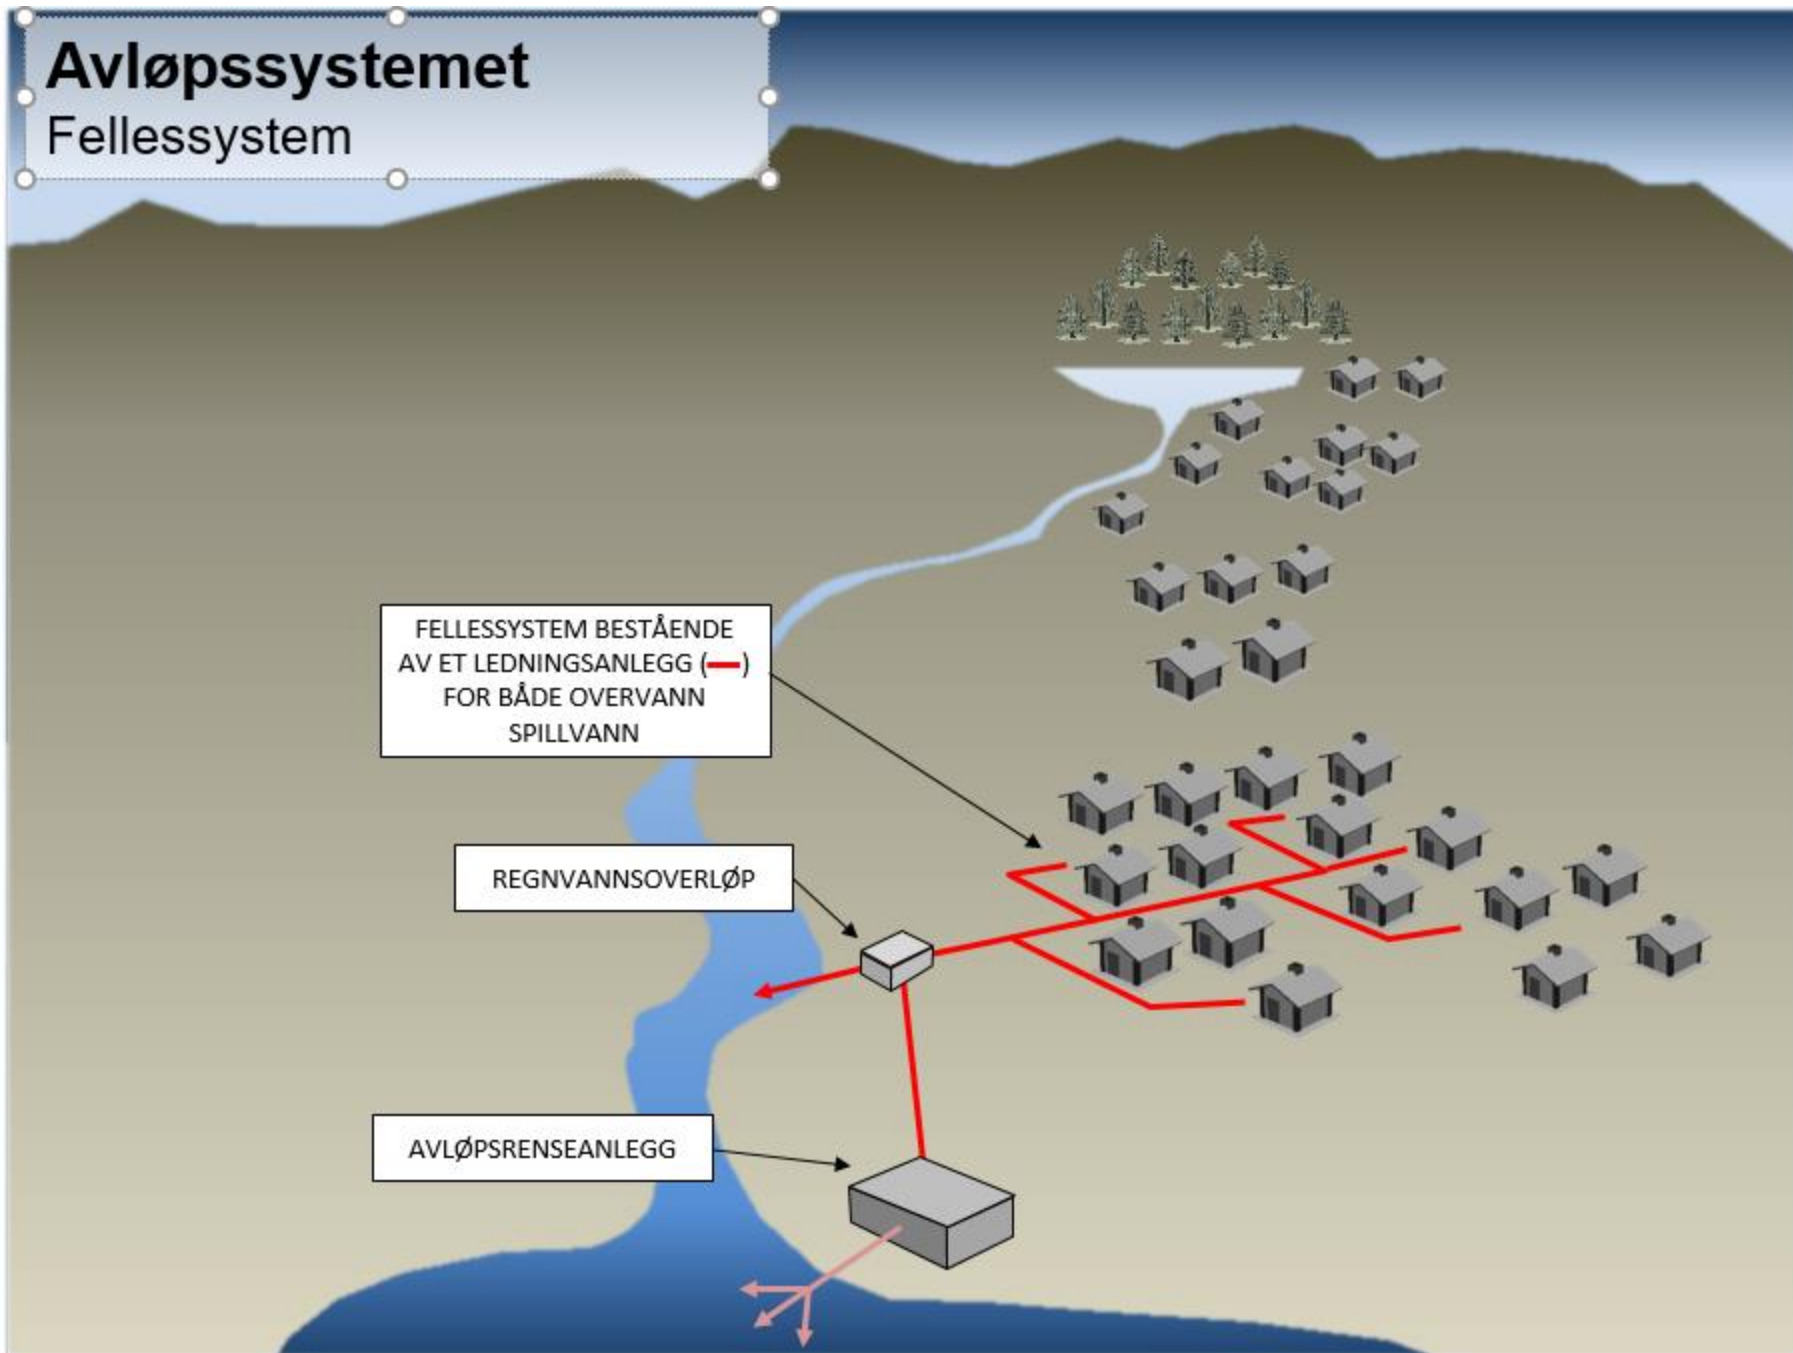 Avløpssystemet
Fellessystem
FELLESSYSTEM BESTÅENDE
AV ET LEDNINGSANLEGG (—)
FOR BÅDE OVERVANN
SPILLVANN
REGNVANNSOVERLØP
AVLØPSRENSEANLEGG